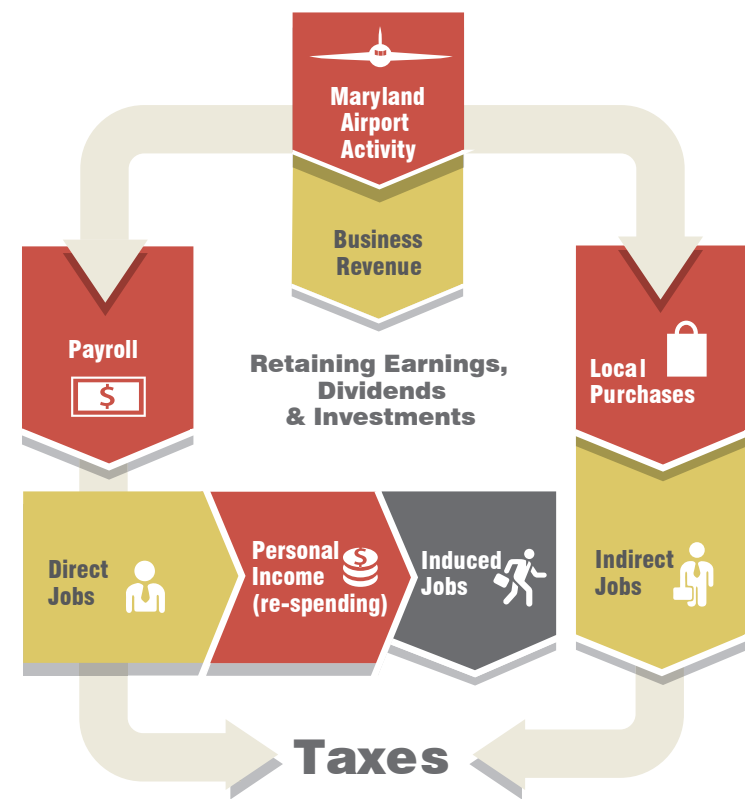 Maryland
Airport
Activity
Business
Revenue
Payroll
$
Retaining Earnings,
Dividends
& Investments
Local
Purchases
Direct
Jobs
Personal
Income
(re-spending)
$
Induced
Jobs
Indirect
Jobs
Taxes